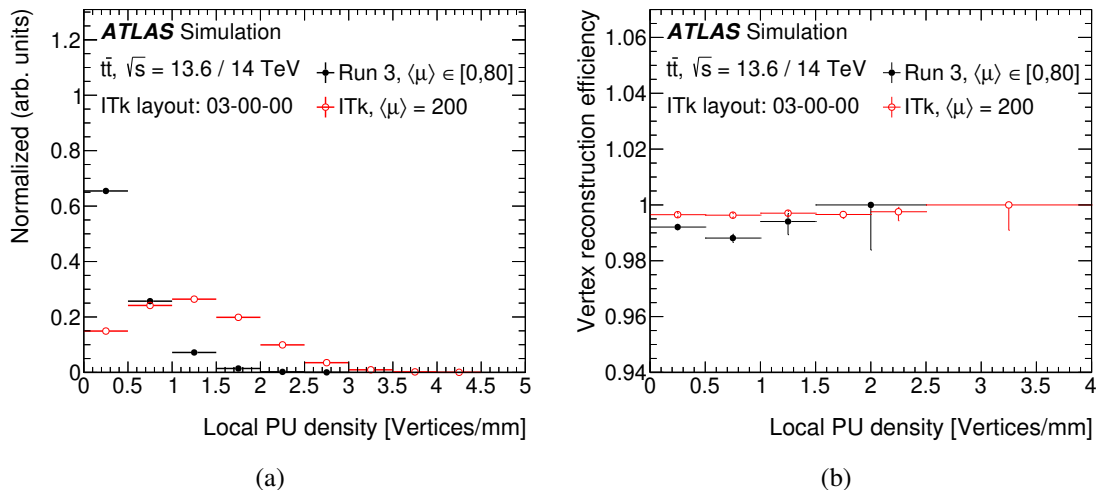 ATLAS Simulation
tt̄, √s = 13.6 / 14 TeV
Run 3, ⟨μ⟩ ∈ [0,80]
ITk layout: 03-00-00
ITk, ⟨μ⟩ = 200
Normalized (arb. units)
1.2
1
0.8
0.6
0.4
0.2
0
0 0.5 1 1.5 2 2.5 3 3.5 4 4.5 5
Local PU density [Vertices/mm]
(a)
ATLAS Simulation
tt̄, √s = 13.6 / 14 TeV
Run 3, ⟨μ⟩ ∈ [0,80]
ITk layout: 03-00-00
ITk, ⟨μ⟩ = 200
Vertex reconstruction efficiency
1.06
1.04
1.02
1
0.98
0.96
0.94
0 0.5 1 1.5 2 2.5 3 3.5 4
Local PU density [Vertices/mm]
(b)